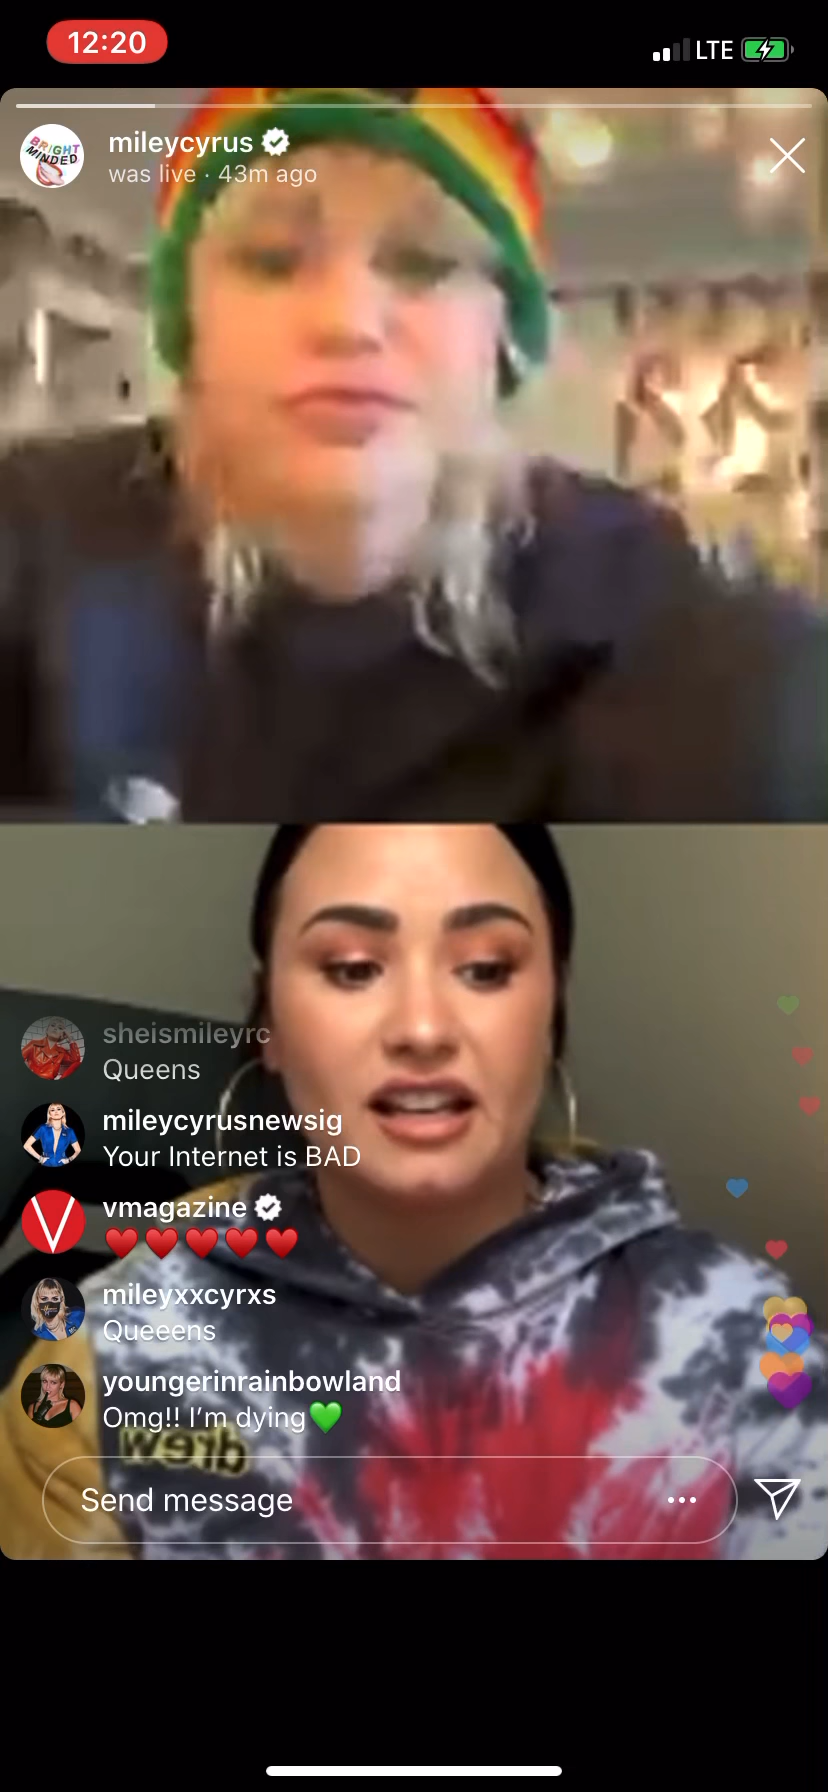 12:20
LTE
BRIGHT
MINDED
mileycyrus
was live · 43m ago
sheismileyrc
Queens
mileycyrusnewsig
Your Internet is BAD
V
vmagazine
❤️❤️❤️❤️❤️
mileyxxcyrxs
Queeens
youngerinrainbowland
Omg!! I’m dying💚
drew
Send message